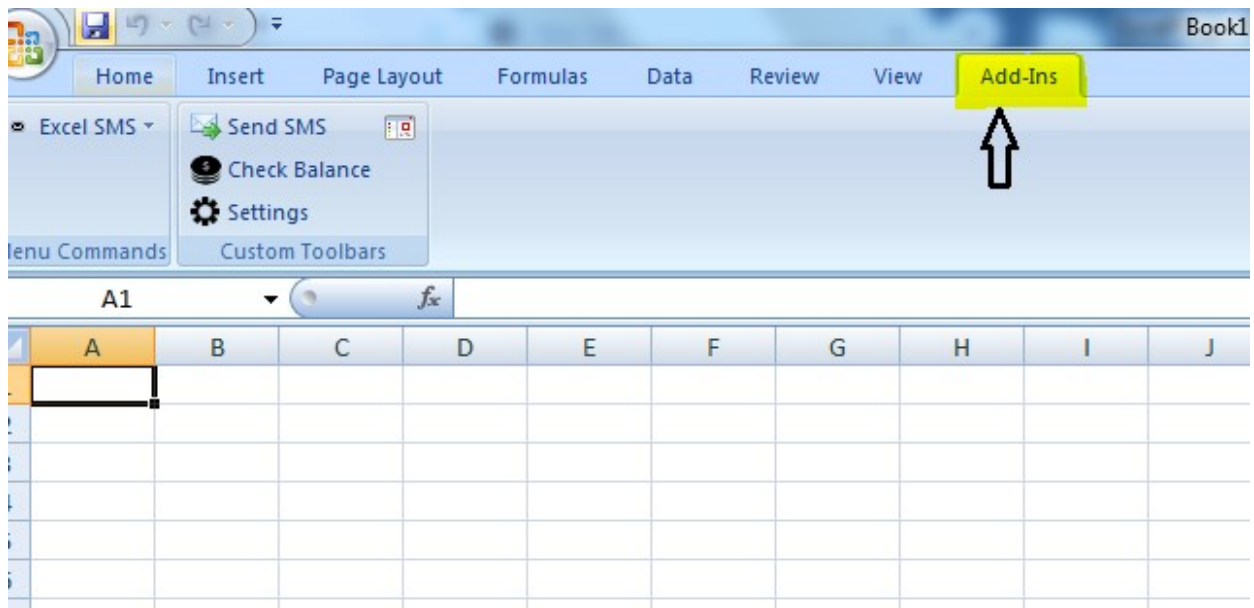 Book1
Home Insert Page Layout Formulas Data Review View Add-Ins
Excel SMS Send SMS
Check Balance
Settings
Commands Custom Toolbars
A1 fx
A B C D E F G H I J